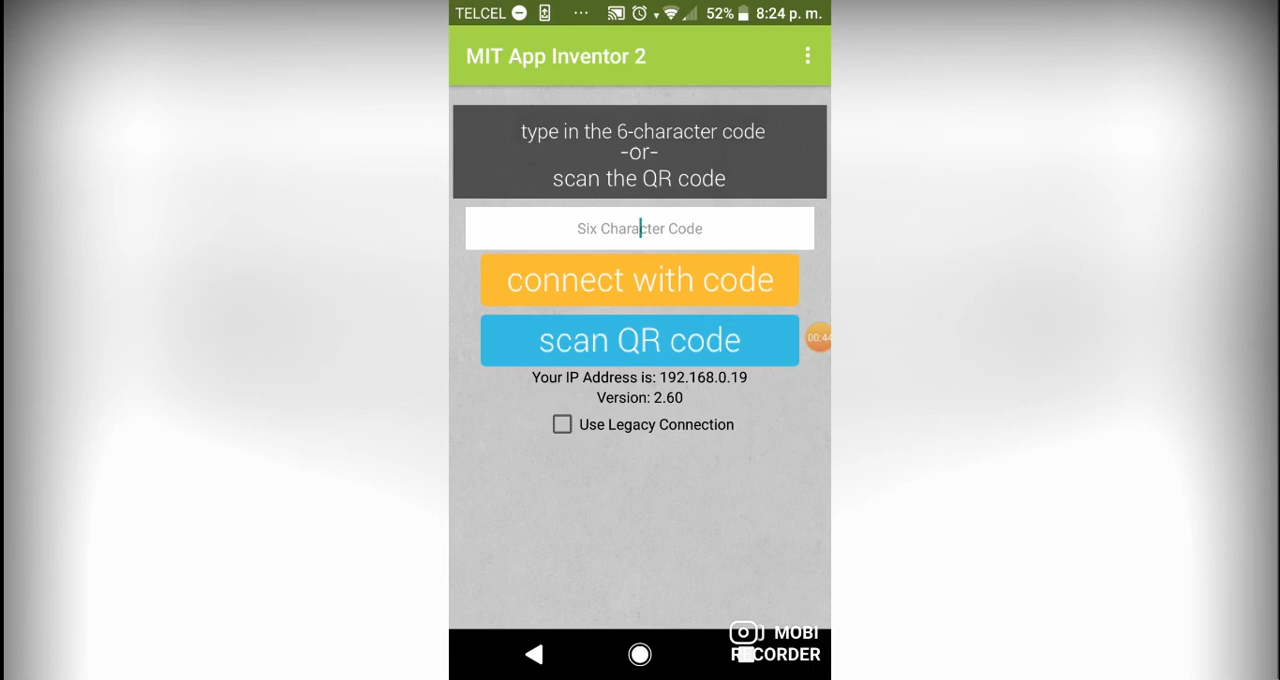 TELCEL 52% 8:24 p. m.
MIT App Inventor 2
type in the 6-character code
-or-
scan the QR code
Six Character Code
connect with code
scan QR code
00:44
Your IP Address is: 192.168.0.19
Version: 2.60
Use Legacy Connection
MOBI
RECORDER